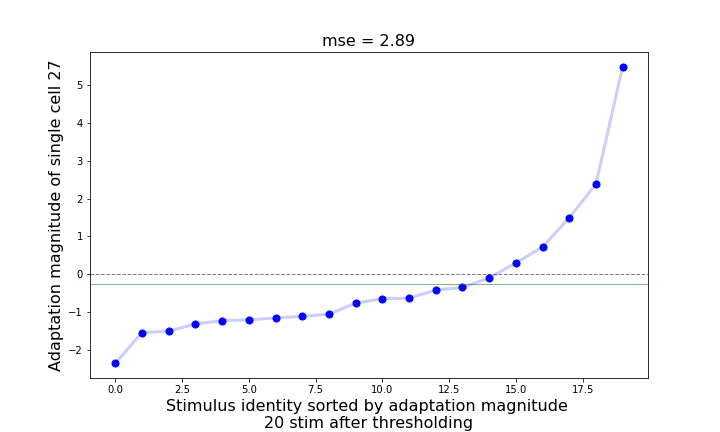 mse = 2.89
Adaptation magnitude of single cell 27
5
4
3
2
1
0
−1
−2
0.0 2.5 5.0 7.5 10.0 12.5 15.0 17.5
Stimulus identity sorted by adaptation magnitude
20 stim after thresholding